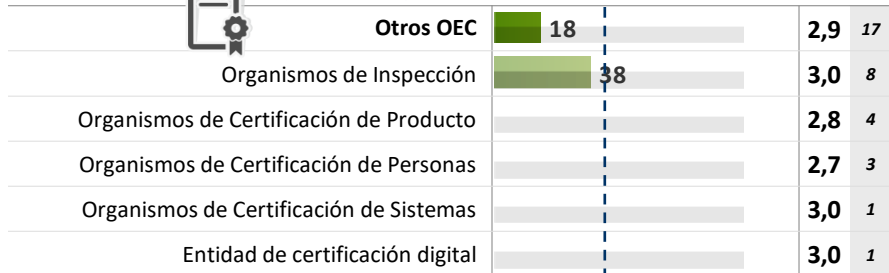 Otros OEC 18 2,9 17
Organismos de Inspección 38 3,0 8
Organismos de Certificación de Producto 2,8 4
Organismos de Certificación de Personas 2,7 3
Organismos de Certificación de Sistemas 3,0 1
Entidad de certificación digital 3,0 1